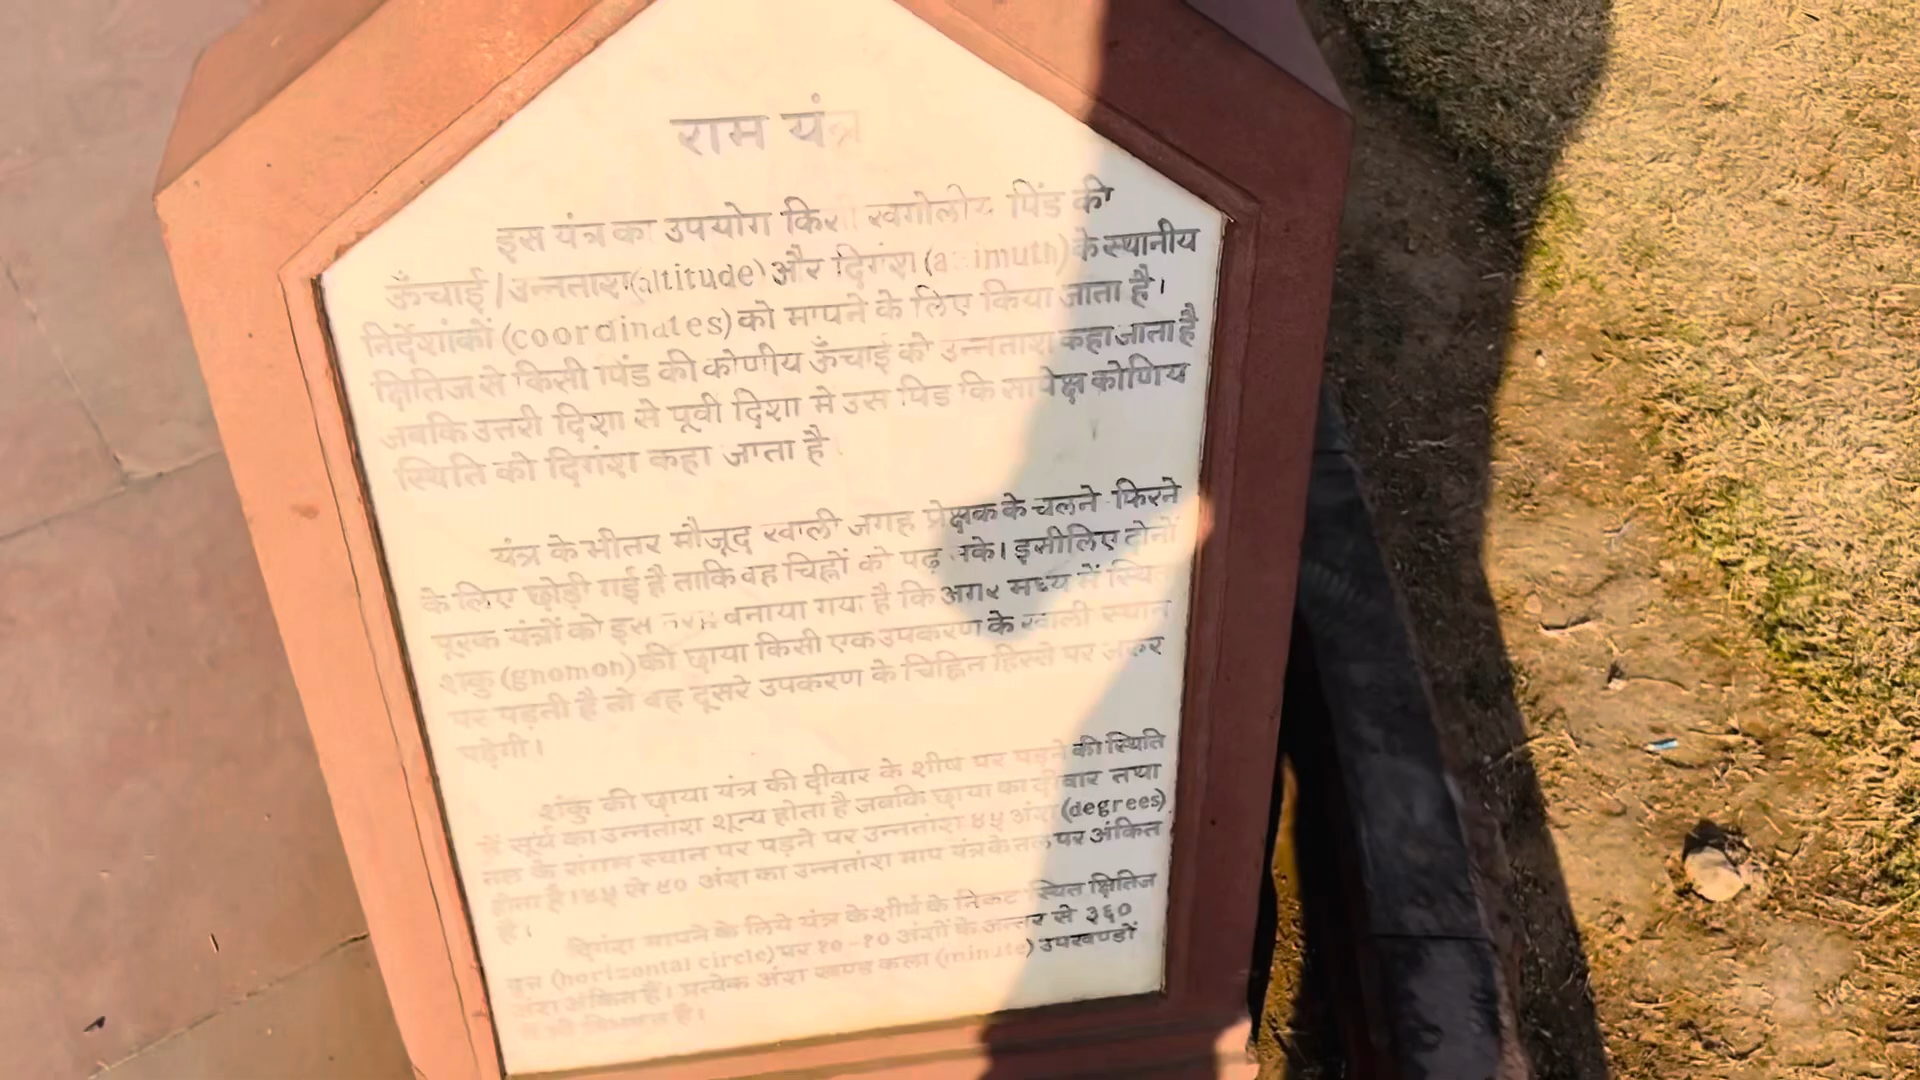 राम यंत्र
इस यंत्र का उपयोग किसी खगोलीय पिंड की
ऊँचाई/उन्नतांश(altitude) और दिगंश (azimuth) के स्थानीय
निर्देशांकों (coordinates) को मापने के लिए किया जाता है।
क्षितिज से किसी पिंड की कोणीय ऊँचाई को उन्नतांश कहा जाता है
जबकि उत्तरी दिशा से पूर्वी दिशा मे उस पिंड कि सापेक्ष कोणिय
स्थिति को दिगंश कहा जाता है
यंत्र के भीतर मौजूद खाली जगह प्रेक्षक के चलने फिरने
के लिए छोड़ी गई है ताकि वह चिह्नों को पढ़ सके। इसीलिए दोनों
पूरक यंत्रों को इस तरह बनाया गया है कि अगर मध्य में स्थित
शंकु (gnomon) की छाया किसी एक उपकरण के खाली स्थान
पर पड़ती है तो वह दूसरे उपकरण के चिह्नित हिस्से पर जरुर
पड़ेगी।
शंकु की छाया यंत्र की दीवार के शीर्ष पर पड़ने की स्थिति
में सूर्य का उन्नतांश शून्य होता है जबकि छाया का दीवार तथा
तल के संगम स्थान पर पड़ने पर उन्नतांश ४५ अंश (degrees)
होता है। ४५ से ९० अंश का उन्नतांश माप यंत्र के तल पर अंकित
है।
दिगंश मापने के लिये यंत्र के शीर्ष के निकट स्थित क्षितिज
वृत्त (horizontal circle) पर १०-१० अंशों के अन्तर से ३६०
अंश अंकित हैं। प्रत्येक अंश खण्ड कला (minute) उपखण्डों
है।